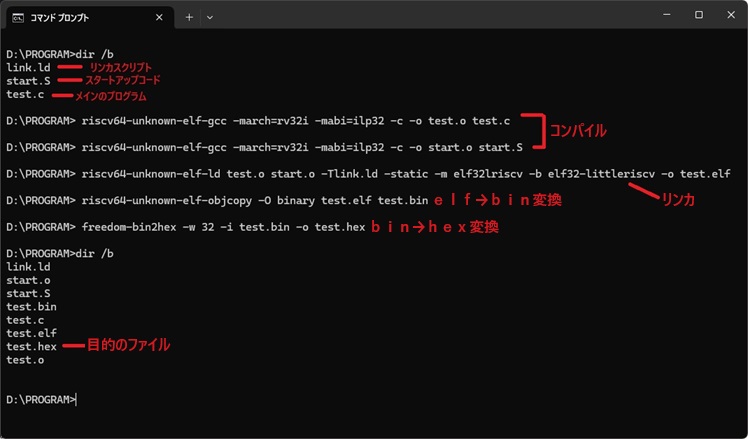 コマンド プロンプト
D:\PROGRAM>dir /b
link.ld リンカスクリプト
start.S スタートアップコード
test.c メインのプログラム
D:\PROGRAM> riscv64-unknown-elf-gcc -march=rv32i -mabi=ilp32 -c -o test.o test.c
コンパイル
D:\PROGRAM> riscv64-unknown-elf-gcc -march=rv32i -mabi=ilp32 -c -o start.o start.S
D:\PROGRAM> riscv64-unknown-elf-ld test.o start.o -Tlink.ld -static -m elf32lriscv -b elf32-littleriscv -o test.elf
リンカ
D:\PROGRAM> riscv64-unknown-elf-objcopy -O binary test.elf test.bin ｅｌｆ→ｂｉｎ変換
D:\PROGRAM> freedom-bin2hex -w 32 -i test.bin -o test.hex ｂｉｎ→ｈｅｘ変換
D:\PROGRAM>dir /b
link.ld
start.o
start.S
test.bin
test.c
test.elf
test.hex 目的のファイル
test.o
D:\PROGRAM>